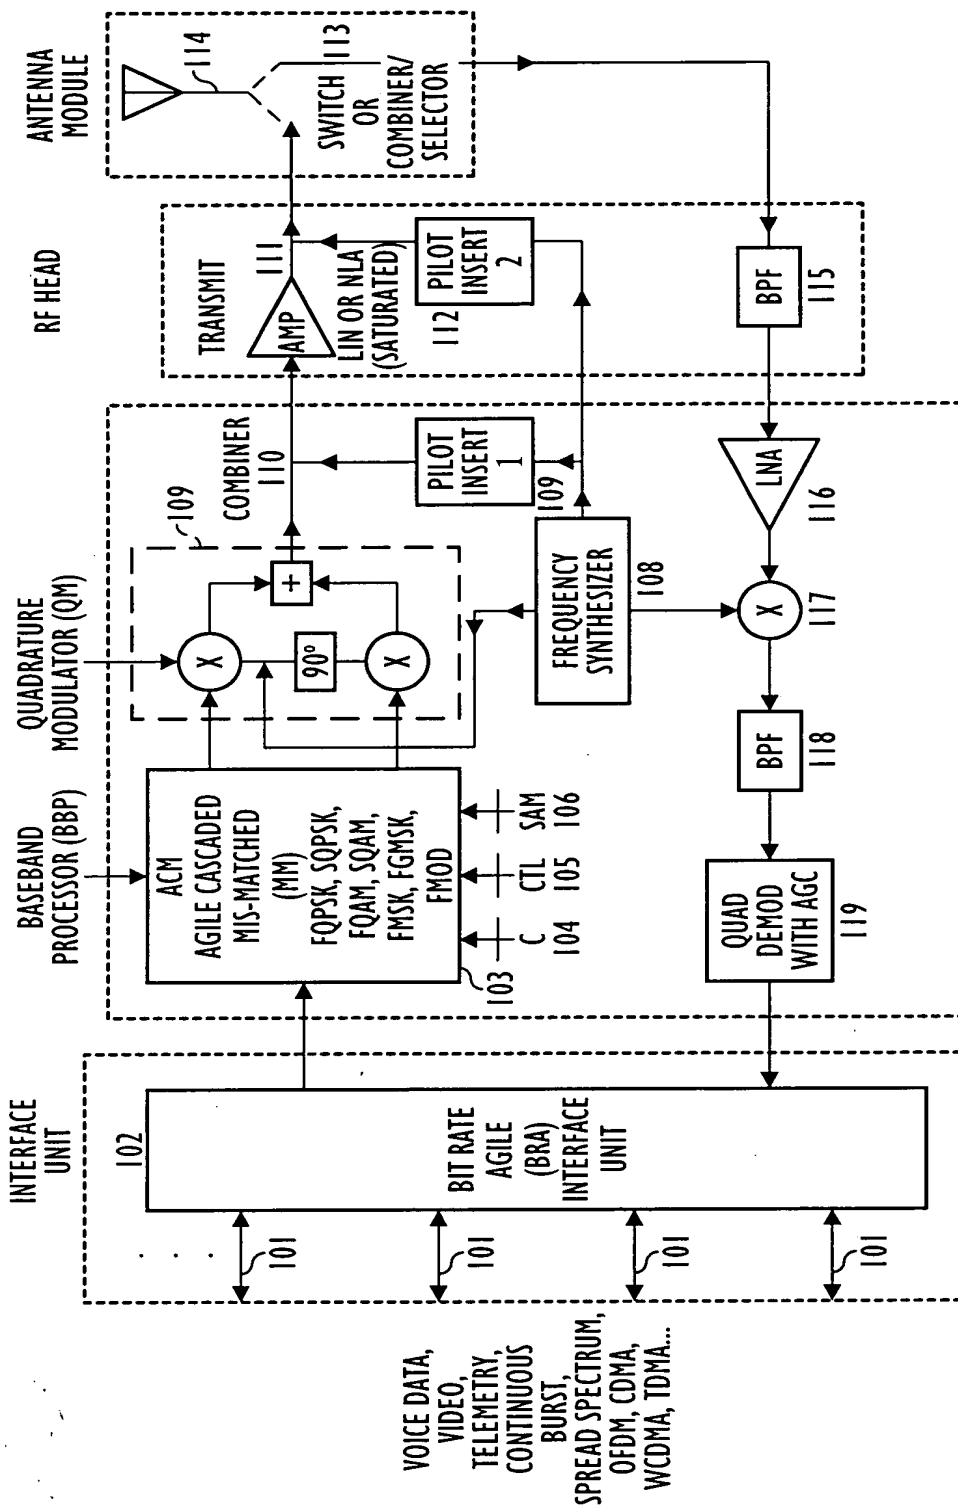 INTERFACE
UNIT
BASEBAND
PROCESSOR (BBP)
QUADRATURE
MODULATOR (QM)
RF HEAD
ANTENNA
MODULE
VOICE DATA,
VIDEO,
TELEMETRY,
CONTINUOUS
BURST,
SPREAD SPECTRUM,
OFDM, CDMA,
WCDMA, TDMA...
101
101
101
101
102
BIT RATE
AGILE
(BRA)
INTERFACE
UNIT
ACM
AGILE CASCADED
MIS-MATCHED
(MM)
FQPSK, SQPSK,
FQAM, SQAM,
FMSK, FGMSK,
FMOD
103
C
104
CTL
105
SAM
106
109
X
90°
X
+
COMBINER
110
PILOT
INSERT
1
109
FREQUENCY
SYNTHESIZER
108
TRANSMIT
AMP
111
LIN OR NLA
(SATURATED)
112
PILOT
INSERT
2
114
113
SWITCH
OR
COMBINER/
SELECTOR
BPF
115
LNA
116
X
117
BPF
118
QUAD
DEMOD
WITH AGC
119